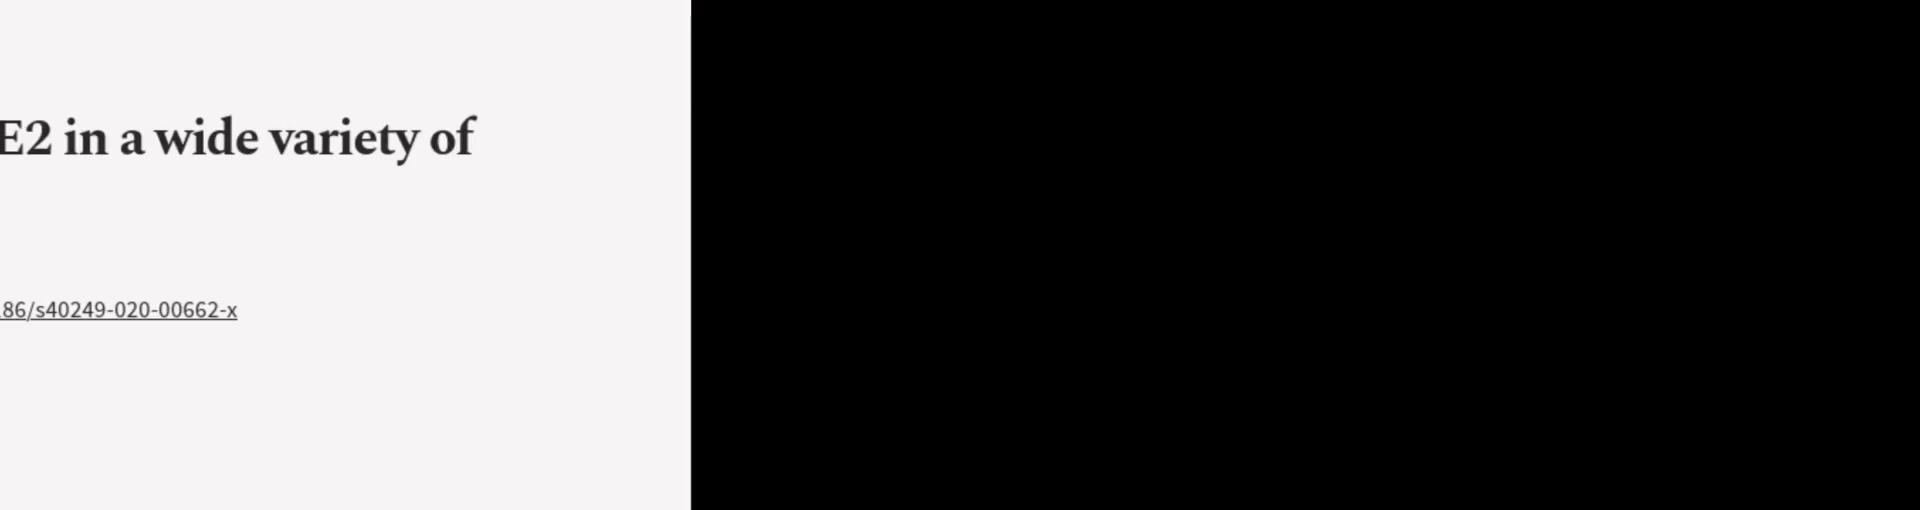 E2 in a wide variety of
86/s40249-020-00662-x